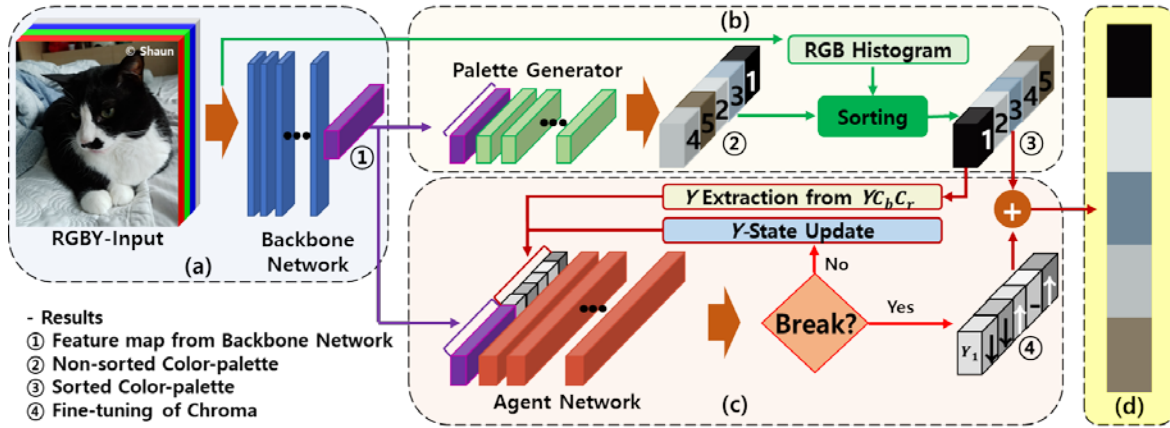 © Shaun
RGBY-Input
Backbone
Network
(a)
①
(b)
Palette Generator
RGB Histogram
Sorting
4 5 2 3 1
②
1 2 3 4 5
③
Y Extraction from YCbCr
Y-State Update
No
Break?
Yes
Y1 ↓ ↓ ↑ - ↑
④
+
Agent Network
(c)
(d)
- Results
① Feature map from Backbone Network
② Non-sorted Color-palette
③ Sorted Color-palette
④ Fine-tuning of Chroma